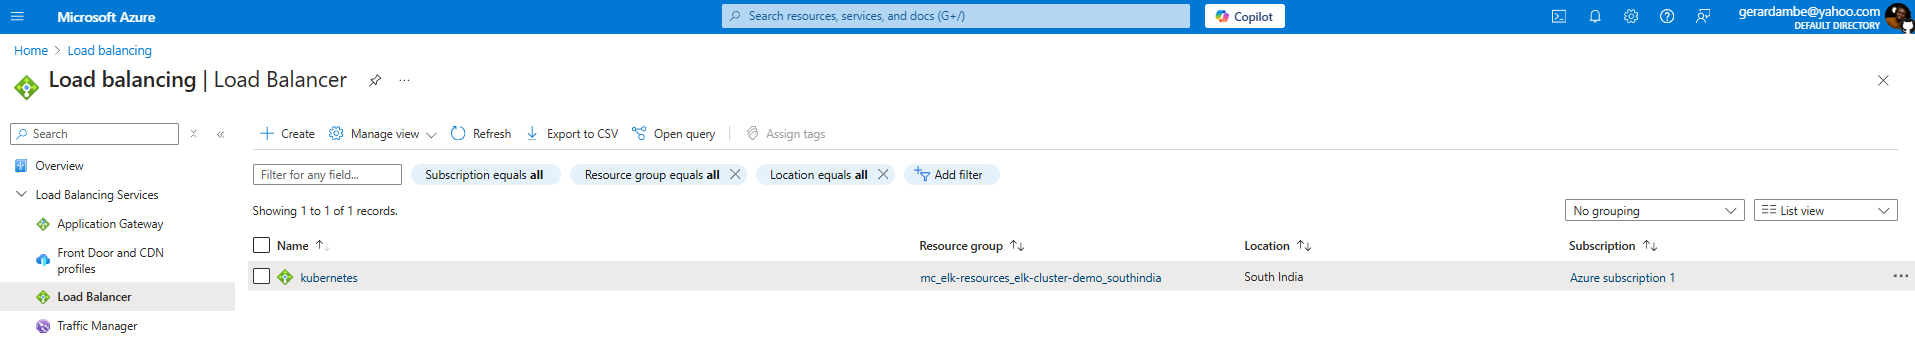 Microsoft Azure
Search resources, services, and docs (G+/)
Copilot
gerardambe@yahoo.com
DEFAULT DIRECTORY
Home > Load balancing
Load balancing | Load Balancer
Search
Create
Manage view
Refresh
Export to CSV
Open query
Assign tags
Overview
Load Balancing Services
Application Gateway
Front Door and CDN
profiles
Load Balancer
Traffic Manager
Filter for any field...
Subscription equals all
Resource group equals all
Location equals all
Add filter
Showing 1 to 1 of 1 records.
No grouping
List view
Name
Resource group
Location
Subscription
kubernetes
mc_elk-resources_elk-cluster-demo_southindia
South India
Azure subscription 1